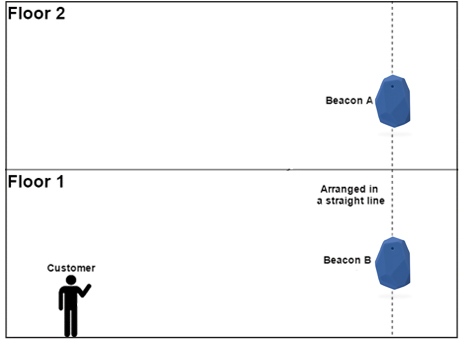 Floor 2
Beacon A
Floor 1
Arranged in
a straight line
Beacon B
Customer